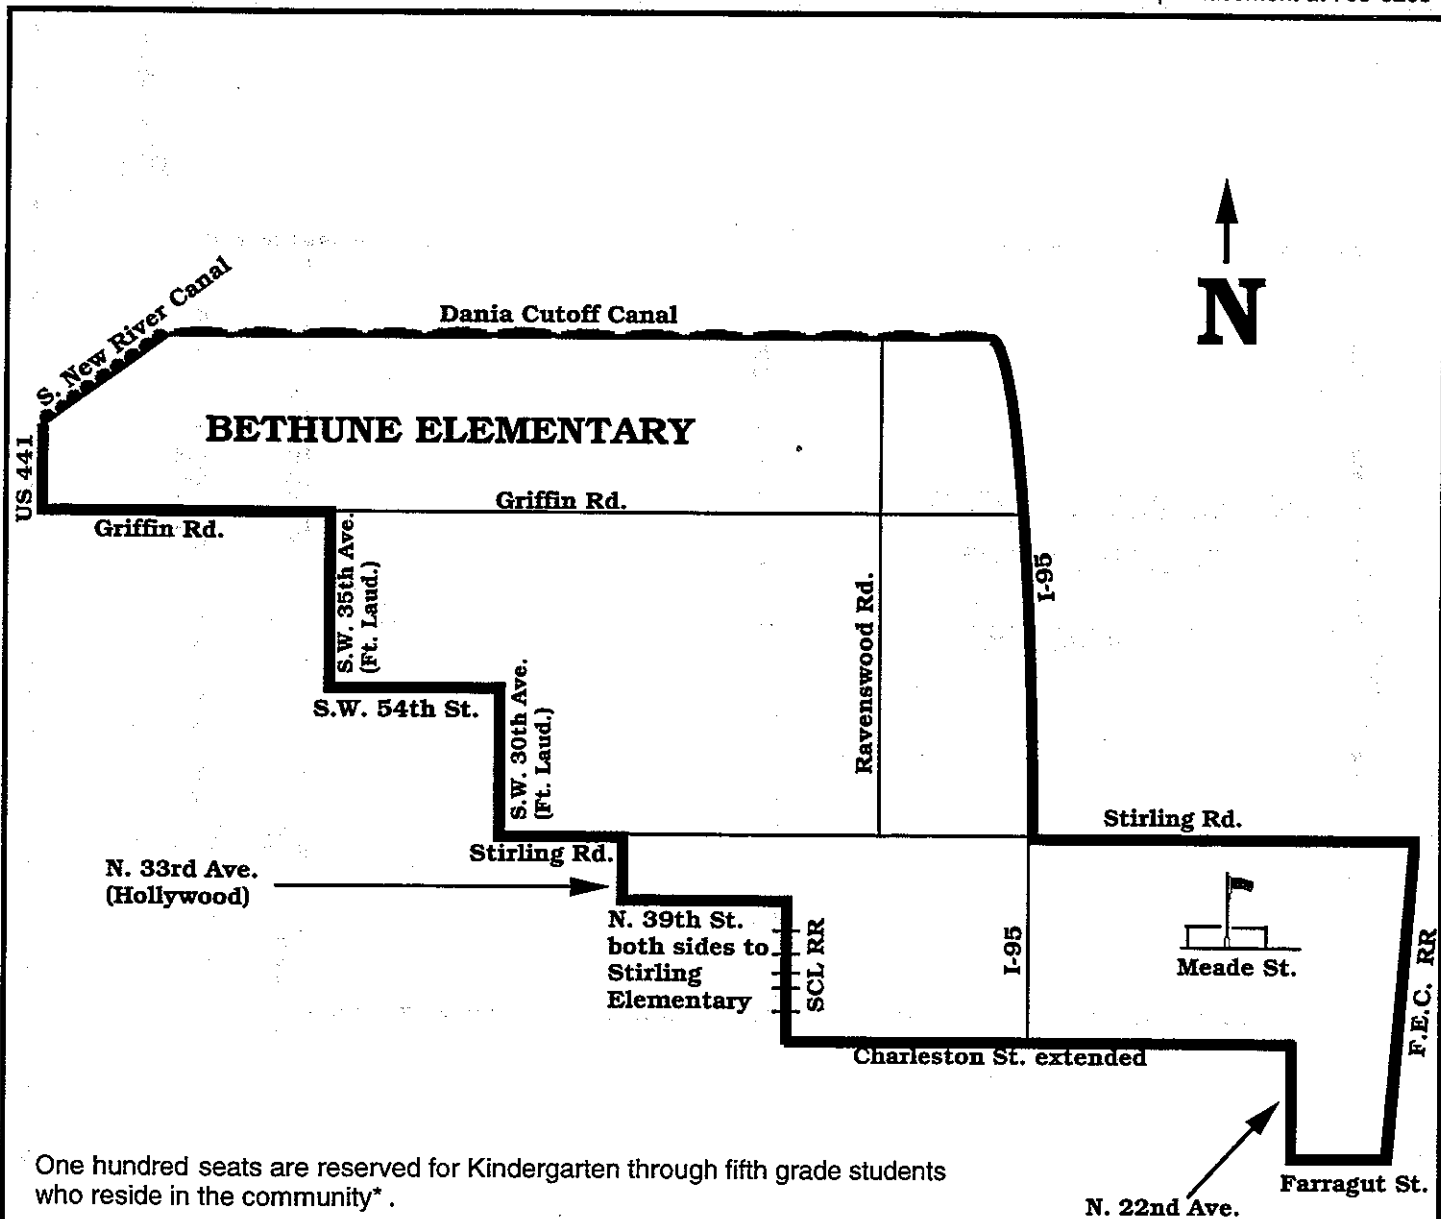 S. New River Canal
Dania Cutoff Canal
N
BETHUNE ELEMENTARY
US 441
Griffin Rd.
Griffin Rd.
S.W. 35th Ave.
(Ft. Laud.)
I-95
Ravenswood Rd.
S.W. 54th St.
S.W. 30th Ave.
(Ft. Laud.)
Stirling Rd.
Stirling Rd.
N. 33rd Ave.
(Hollywood)
N. 39th St.
both sides to
Stirling
Elementary
SCL RR
I-95
Meade St.
F.E.C. RR
Charleston St. extended
One hundred seats are reserved for Kindergarten through fifth grade students
who reside in the community*.
Farragut St.
N. 22nd Ave.